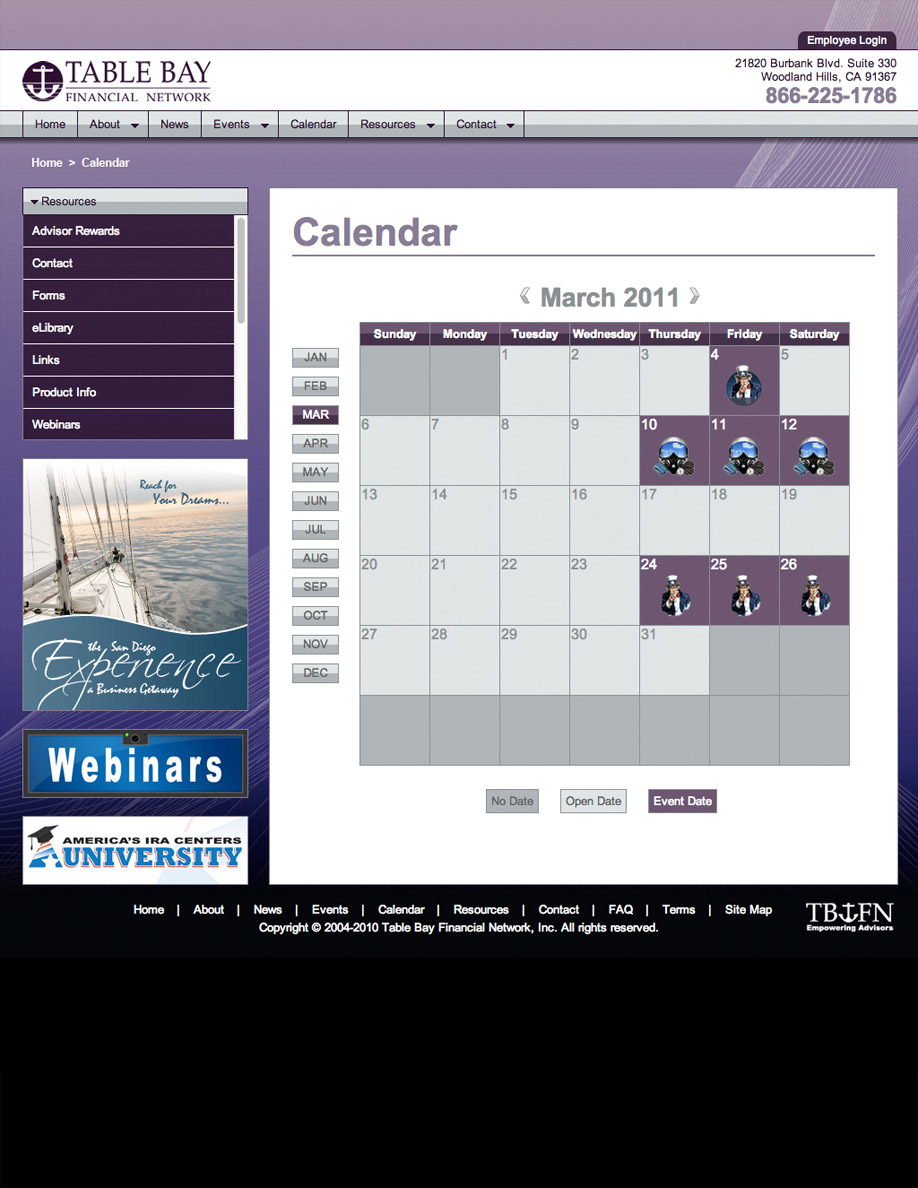 Employee Login
TABLE BAY
FINANCIAL NETWORK
21820 Burbank Blvd. Suite 330
Woodland Hills, CA 91367
866-225-1786
Home About News Events Calendar Resources Contact
Home > Calendar
Resources
Advisor Rewards
Contact
Forms
eLibrary
Links
Product Info
Webinars
Reach for
Your Dreams...
the San Diego
Experience
a Business Getaway
Webinars
AMERICA'S IRA CENTERS
UNIVERSITY
Calendar
《 March 2011 》
JAN
FEB
MAR
APR
MAY
JUN
JUL
AUG
SEP
OCT
NOV
DEC
Sunday Monday Tuesday Wednesday Thursday Friday Saturday
1 2 3 4 5
6 7 8 9 10 11 12
13 14 15 16 17 18 19
20 21 22 23 24 25 26
27 28 29 30 31
No Date Open Date Event Date
Home | About | News | Events | Calendar | Resources | Contact | FAQ | Terms | Site Map
Copyright © 2004-2010 Table Bay Financial Network, Inc. All rights reserved.
TB FN
Empowering Advisors